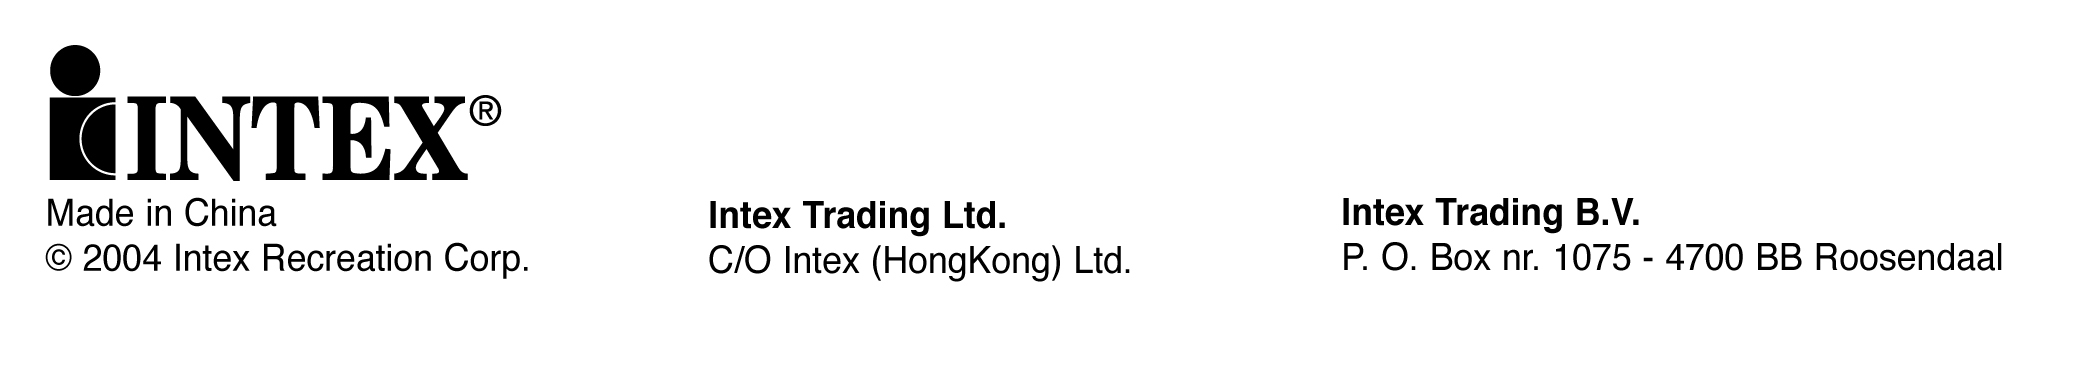 INTEX®
Made in China
© 2004 Intex Recreation Corp.
Intex Trading Ltd.
C/O Intex (HongKong) Ltd.
Intex Trading B.V.
P. O. Box nr. 1075 - 4700 BB Roosendaal